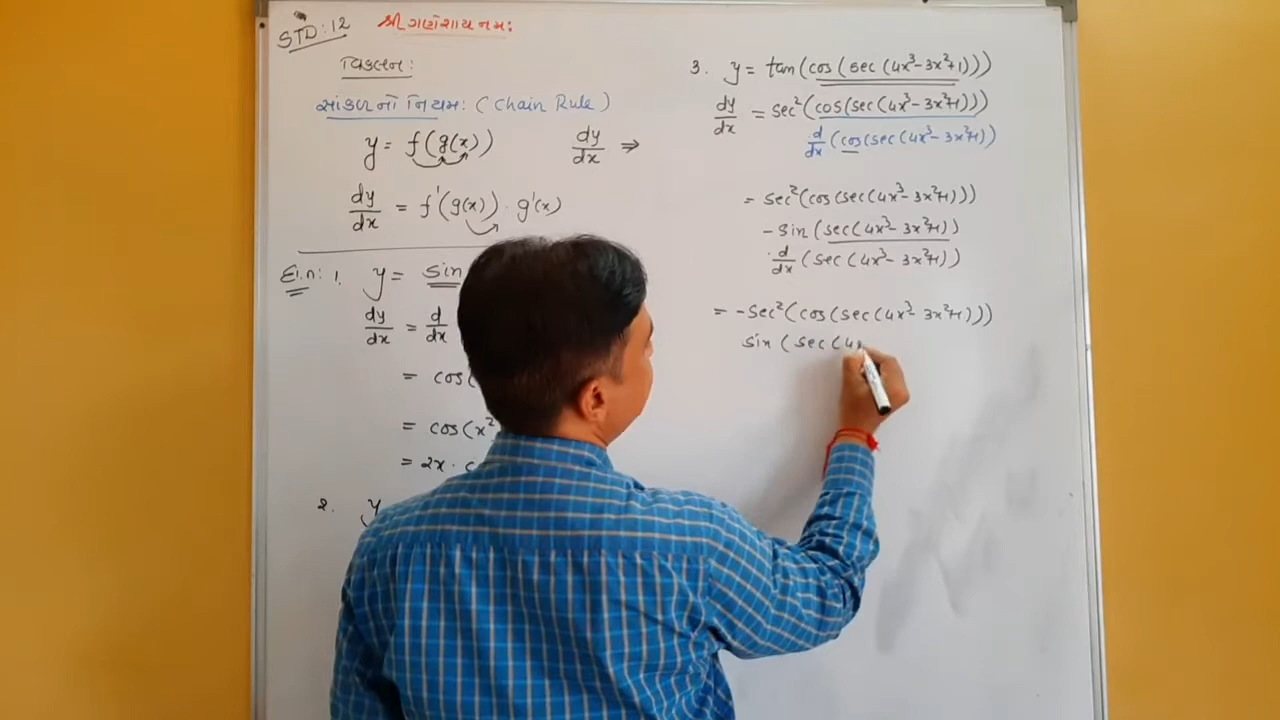 STD: 12
શ્રી ગણેશાય નમ:
વિકલન:
સાંકળનો નિયમ: (Chain Rule)
y = f(g(x)) dy/dx ⇒
dy/dx = f'(g(x)) · g'(x)
ઉદા: 1. y = sin
dy/dx = d/dx
= cos(
= cos(x²
= 2x ·
2. y
3. y = tan(cos(sec(4x³-3x²+1)))
dy/dx = sec²(cos(sec(4x³-3x²+1)))
· d/dx (cos(sec(4x³-3x²+1))
= sec²(cos(sec(4x³-3x²+1)))
-sin(sec(4x³-3x²+1))
· d/dx (sec(4x³-3x²+1))
= -sec²(cos(sec(4x³-3x²+1)))
sin(sec(4x